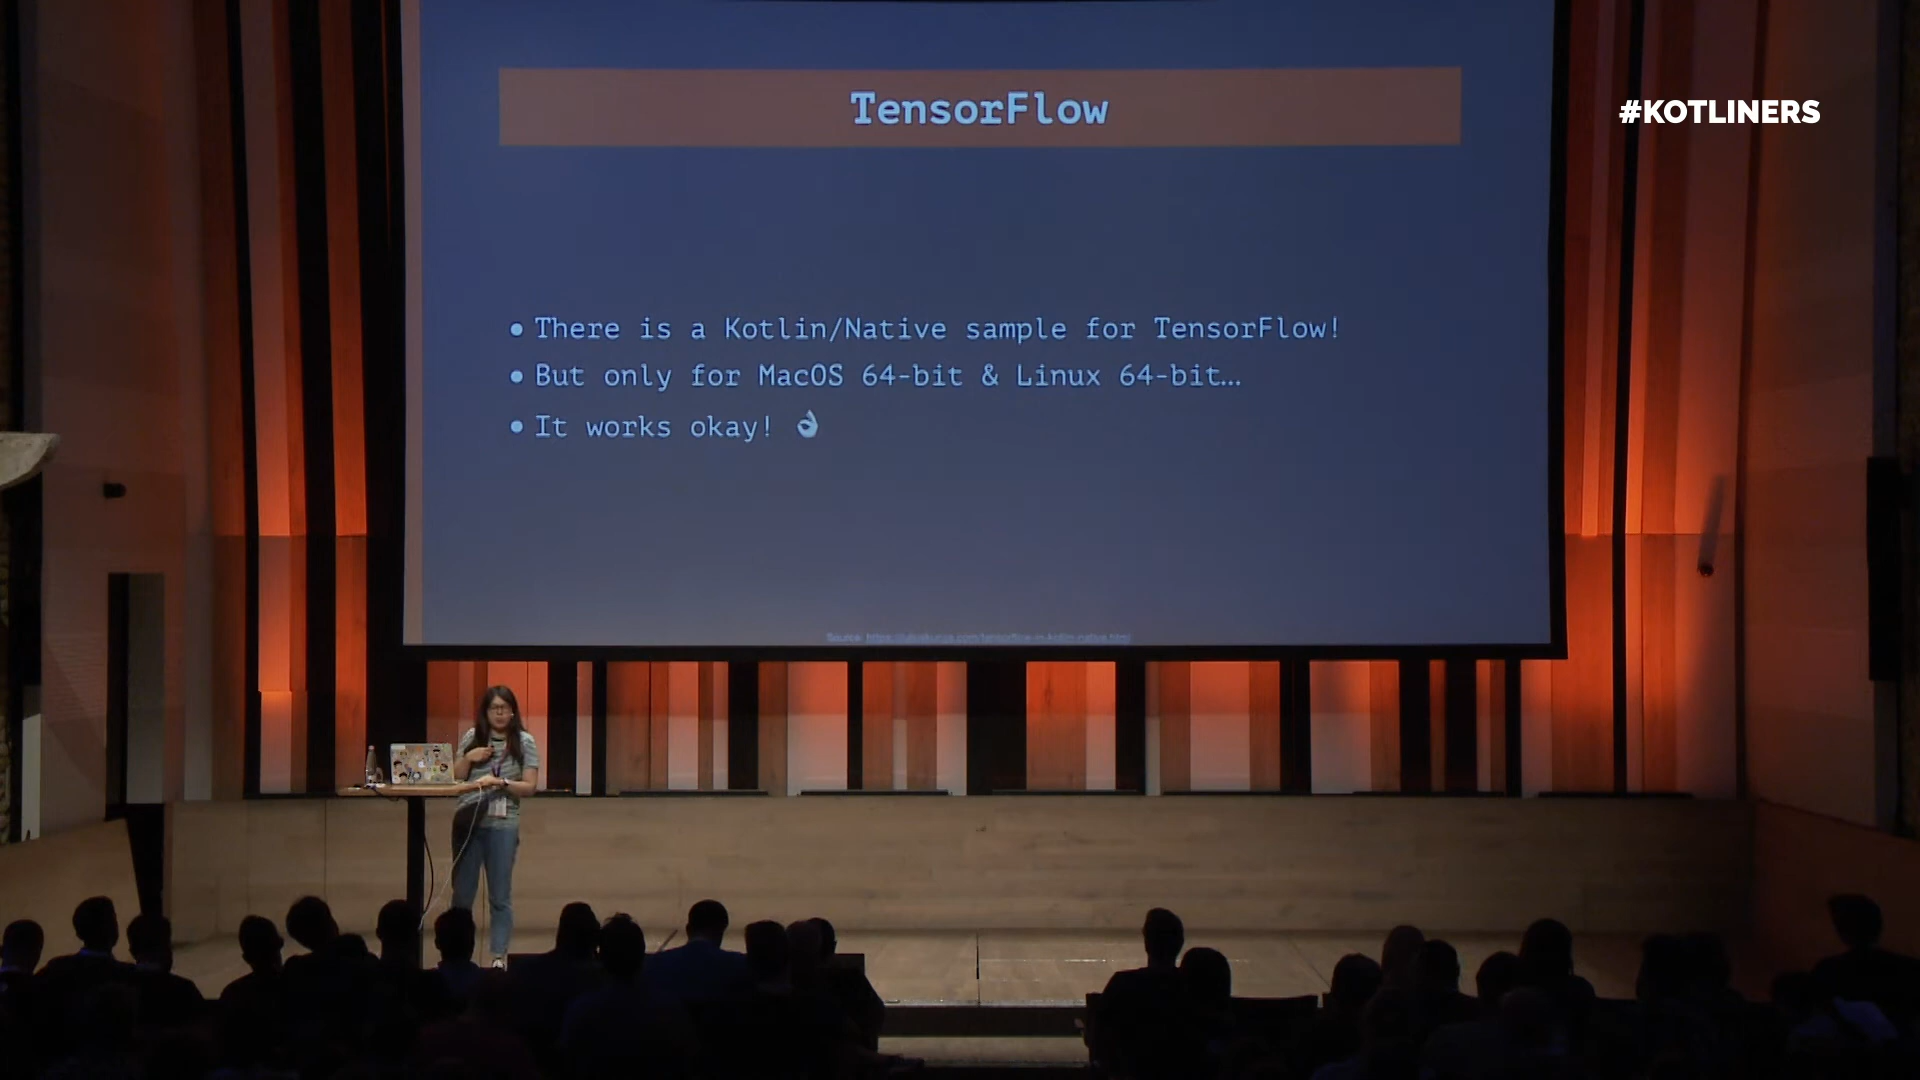 TensorFlow
#KOTLINERS
• There is a Kotlin/Native sample for TensorFlow!
• But only for MacOS 64-bit & Linux 64-bit…
• It works okay! 👌
Source: